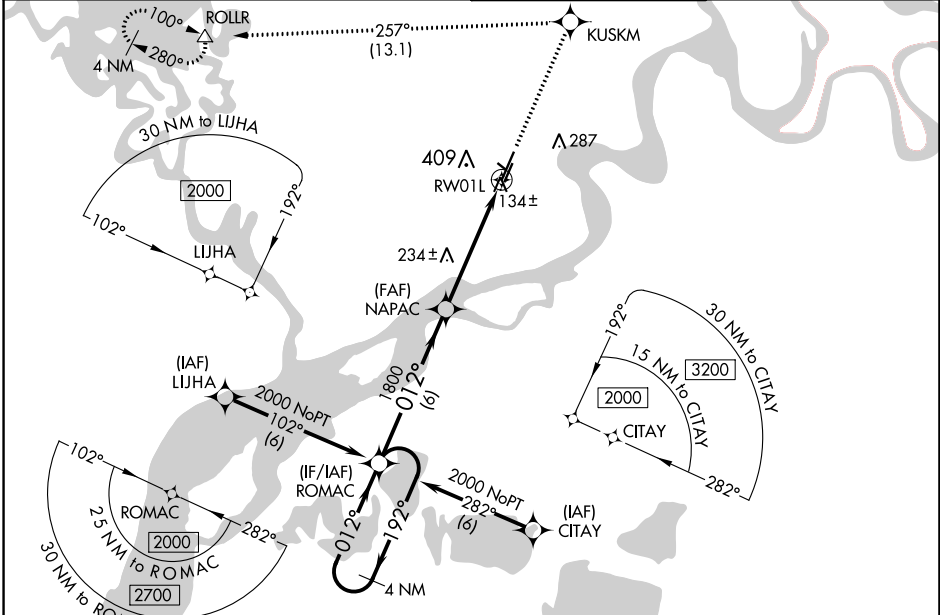 100°
ROLLR
280°
4 NM
257°
(13.1)
KUSKM
30 NM to LIJHA
2000
102°
192°
LIJHA
409
287
RW01L
134±
234±
(FAF)
NAPAC
(IAF)
LIJHA
2000 NoPT
102°
(6)
1800
012°
(6)
(IF/IAF)
ROMAC
012°
192°
4 NM
2000 NoPT
282°
(6)
(IAF)
CITAY
192°
30 NM to CITAY
3200
15 NM to CITAY
2000
CITAY
282°
102°
ROMAC
282°
2000
25 NM to ROMAC
2700
30 NM to